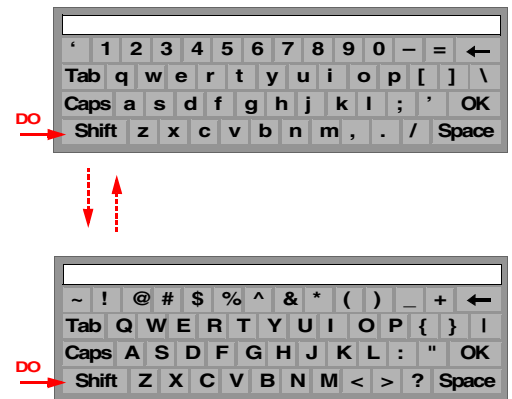 ‘ 1 2 3 4 5 6 7 8 9 0 – = ←
Tab q w e r t y u i o p [ ] \
Caps a s d f g h j k l ; ’ OK
DO
Shift z x c v b n m , . / Space
~ ! @ # $ % ^ & * ( ) _ + ←
Tab Q W E R T Y U I O P { } |
Caps A S D F G H J K L : " OK
DO
Shift Z X C V B N M < > ? Space